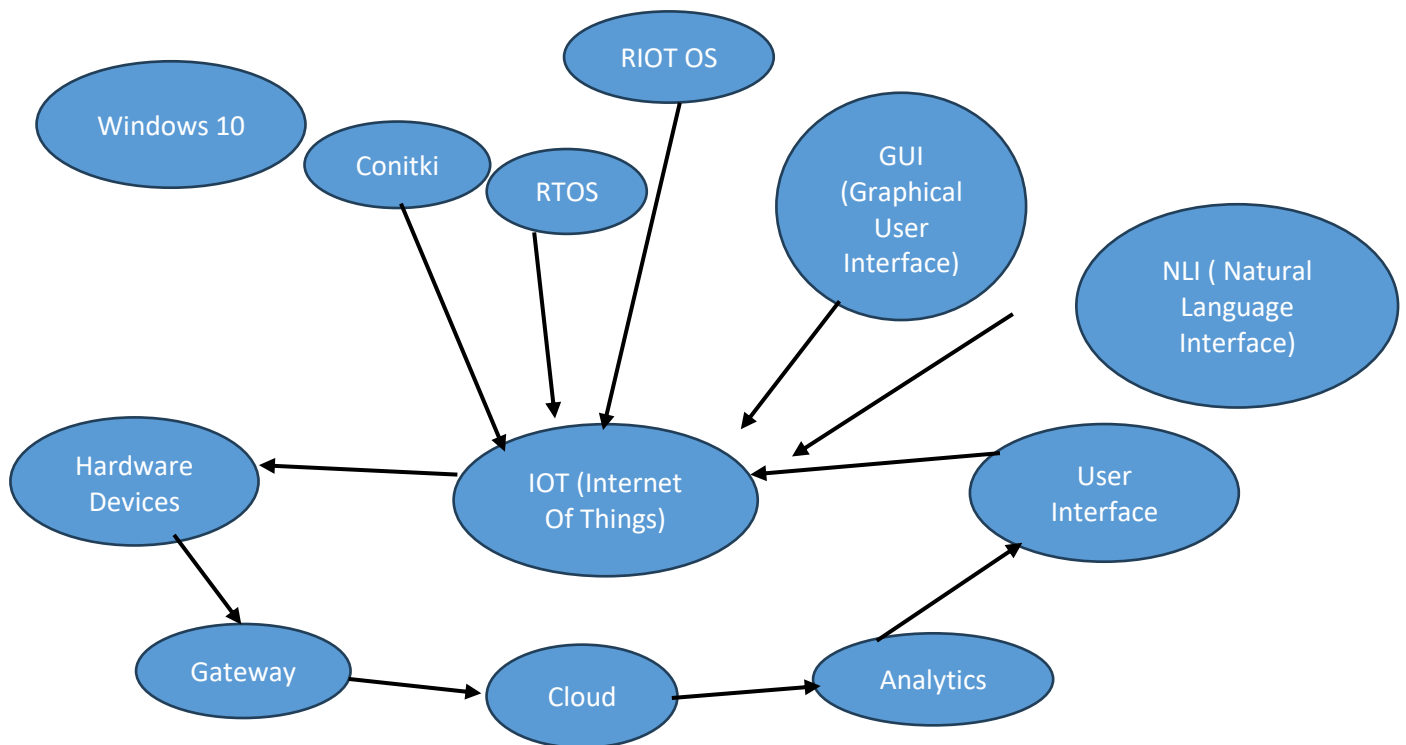 RIOT OS
Windows 10
Conitki
RTOS
GUI
(Graphical
User
Interface)
NLI ( Natural
Language
Interface)
Hardware
Devices
IOT (Internet
Of Things)
User
Interface
Gateway
Cloud
Analytics